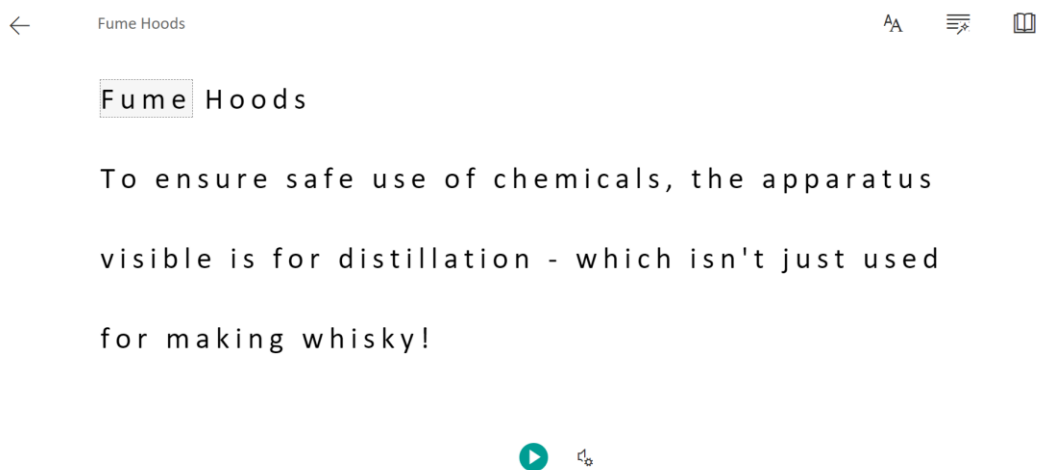 Fume Hoods
AA
Fume Hoods
To ensure safe use of chemicals, the apparatus
visible is for distillation - which isn't just used
for making whisky!